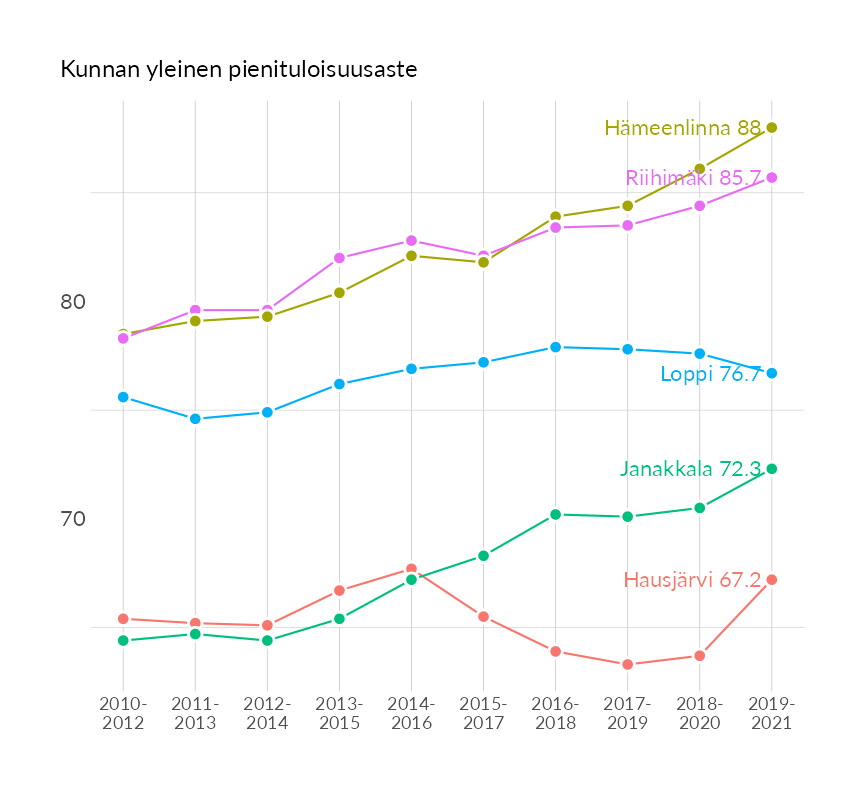 Kunnan yleinen pienituloisuusaste
Hämeenlinna 88
Riihimäki 85.7
80
Loppi 76.7
Janakkala 72.3
70
Hausjärvi 67.2
2010- 2011- 2012- 2013- 2014- 2015- 2016- 2017- 2018- 2019-
2012 2013 2014 2015 2016 2017 2018 2019 2020 2021